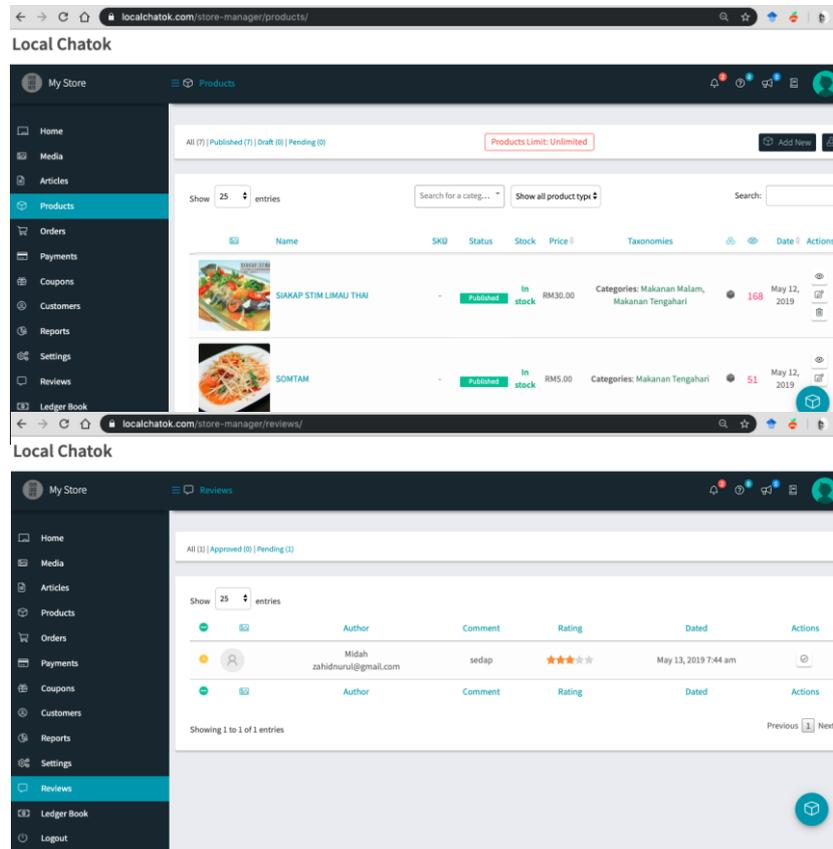 localchatok.com/store-manager/products/
Local Chatok
My Store
Products
2
0
0
Home
Media
Articles
Products
Orders
Payments
Coupons
Customers
Reports
Settings
Reviews
Ledger Book
All (7) | Published (7) | Draft (0) | Pending (0)
Products Limit: Unlimited
Add New
Show 25 entries
Search for a categ...
Show all product type
Search:
Name SKU Status Stock Price Taxonomies Date Actions
SIAKAP STIM LIMAU THAI - Published In stock RM30.00 Categories: Makanan Malam, Makanan Tengahari 168 May 12, 2019
SOMTAM - Published In stock RM5.00 Categories: Makanan Tengahari 51 May 12, 2019
localchatok.com/store-manager/reviews/
Local Chatok
My Store
Reviews
Home
Media
Articles
Products
Orders
Payments
Coupons
Customers
Reports
Settings
Reviews
Ledger Book
Logout
All (1) | Approved (0) | Pending (1)
Show 25 entries
Author Comment Rating Dated Actions
Midah
zahidnurul@gmail.com sedap May 13, 2019 7:44 am
Author Comment Rating Dated Actions
Showing 1 to 1 of 1 entries
Previous 1 Next